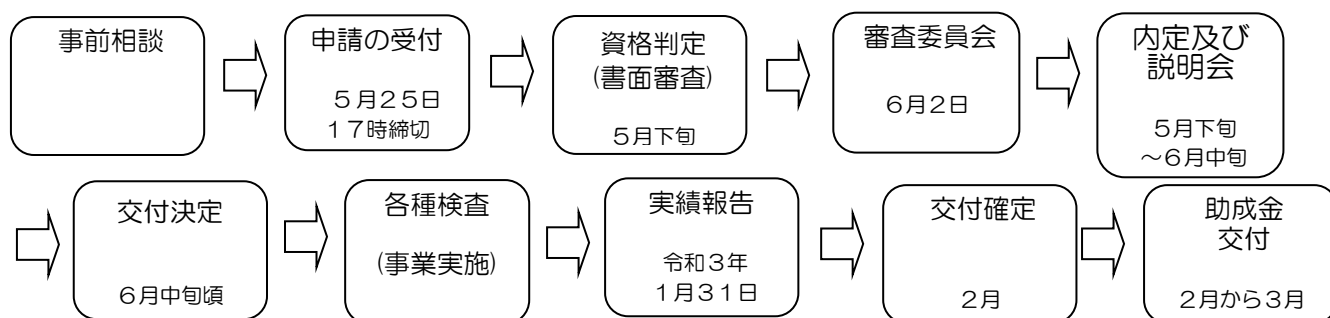 事前相談
申請の受付
５月２５日
１７時締切
資格判定
(書面審査)
５月下旬
審査委員会
６月２日
内定及び
説明会
５月下旬
～６月中旬
交付決定
６月中旬頃
各種検査
(事業実施)
実績報告
令和３年
１月３１日
交付確定
２月
助成金
交付
２月から３月